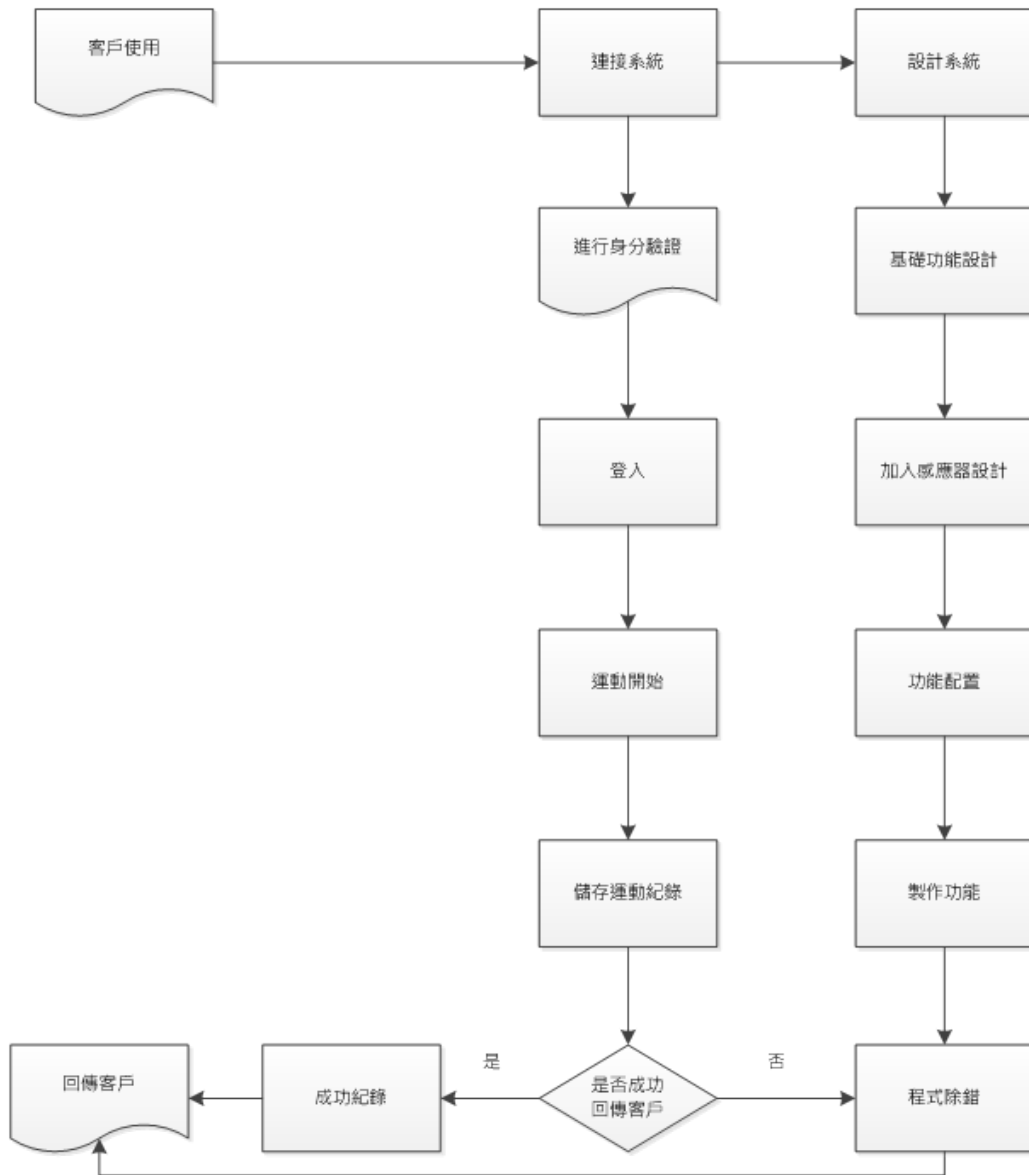 客戶使用
連接系統
設計系統
進行身分驗證
基礎功能設計
登入
加入感應器設計
運動開始
功能配置
儲存運動紀錄
製作功能
回傳客戶
成功紀錄
是
是否成功
回傳客戶
否
程式除錯